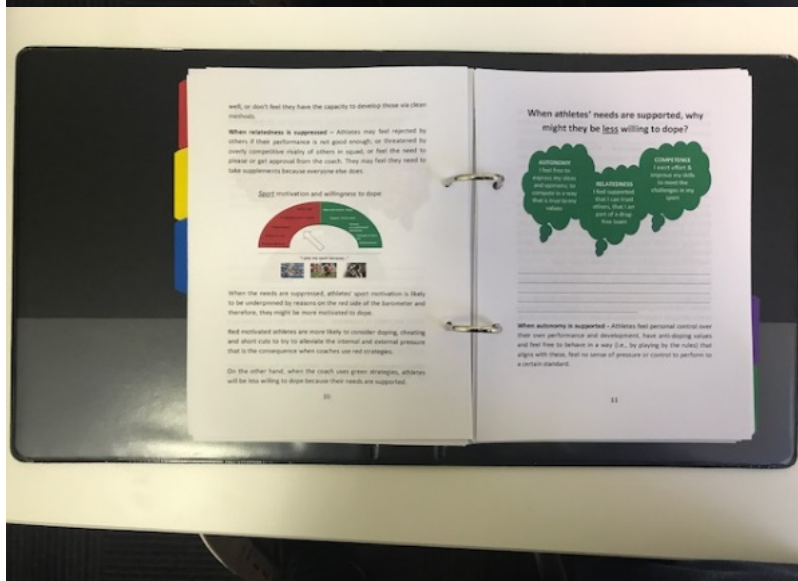 well, or don't feel they have the capacity to develop those via clean
methods.
When relatedness is suppressed – Athletes may feel rejected by
others if their performance is not good enough, or threatened by
overly competitive rivalry of others in squad, or feel the need to
please or get approval from the coach. They may feel they need to
take supplements because everyone else does.
Sport motivation and willingness to dope
"I play my sport because..."
When the needs are suppressed, athletes' sport motivation is likely
to be underpinned by reasons on the red side of the barometer and
therefore, they might be more motivated to dope.
Red motivated athletes are more likely to consider doping, cheating
and short cuts to try to alleviate the internal and external pressure
that is the consequence when coaches use red strategies.
On the other hand, when the coach uses green strategies, athletes
will be less willing to dope because their needs are supported.
10
When athletes' needs are supported, why
might they be less willing to dope?
AUTONOMY
I feel free to
express my ideas
and opinions; to
compete in a way
that is true to my
values
RELATEDNESS
I feel supported
that I can trust
others, that I am
part of a drug
free team
COMPETENCE
I exert effort &
improve my skills
to meet the
challenges in my
sport
When autonomy is supported – Athletes feel personal control over
their own performance and development, have anti-doping values
and feel free to behave in a way (i.e., by playing by the rules) that
aligns with these, feel no sense of pressure or control to perform to
a certain standard.
11